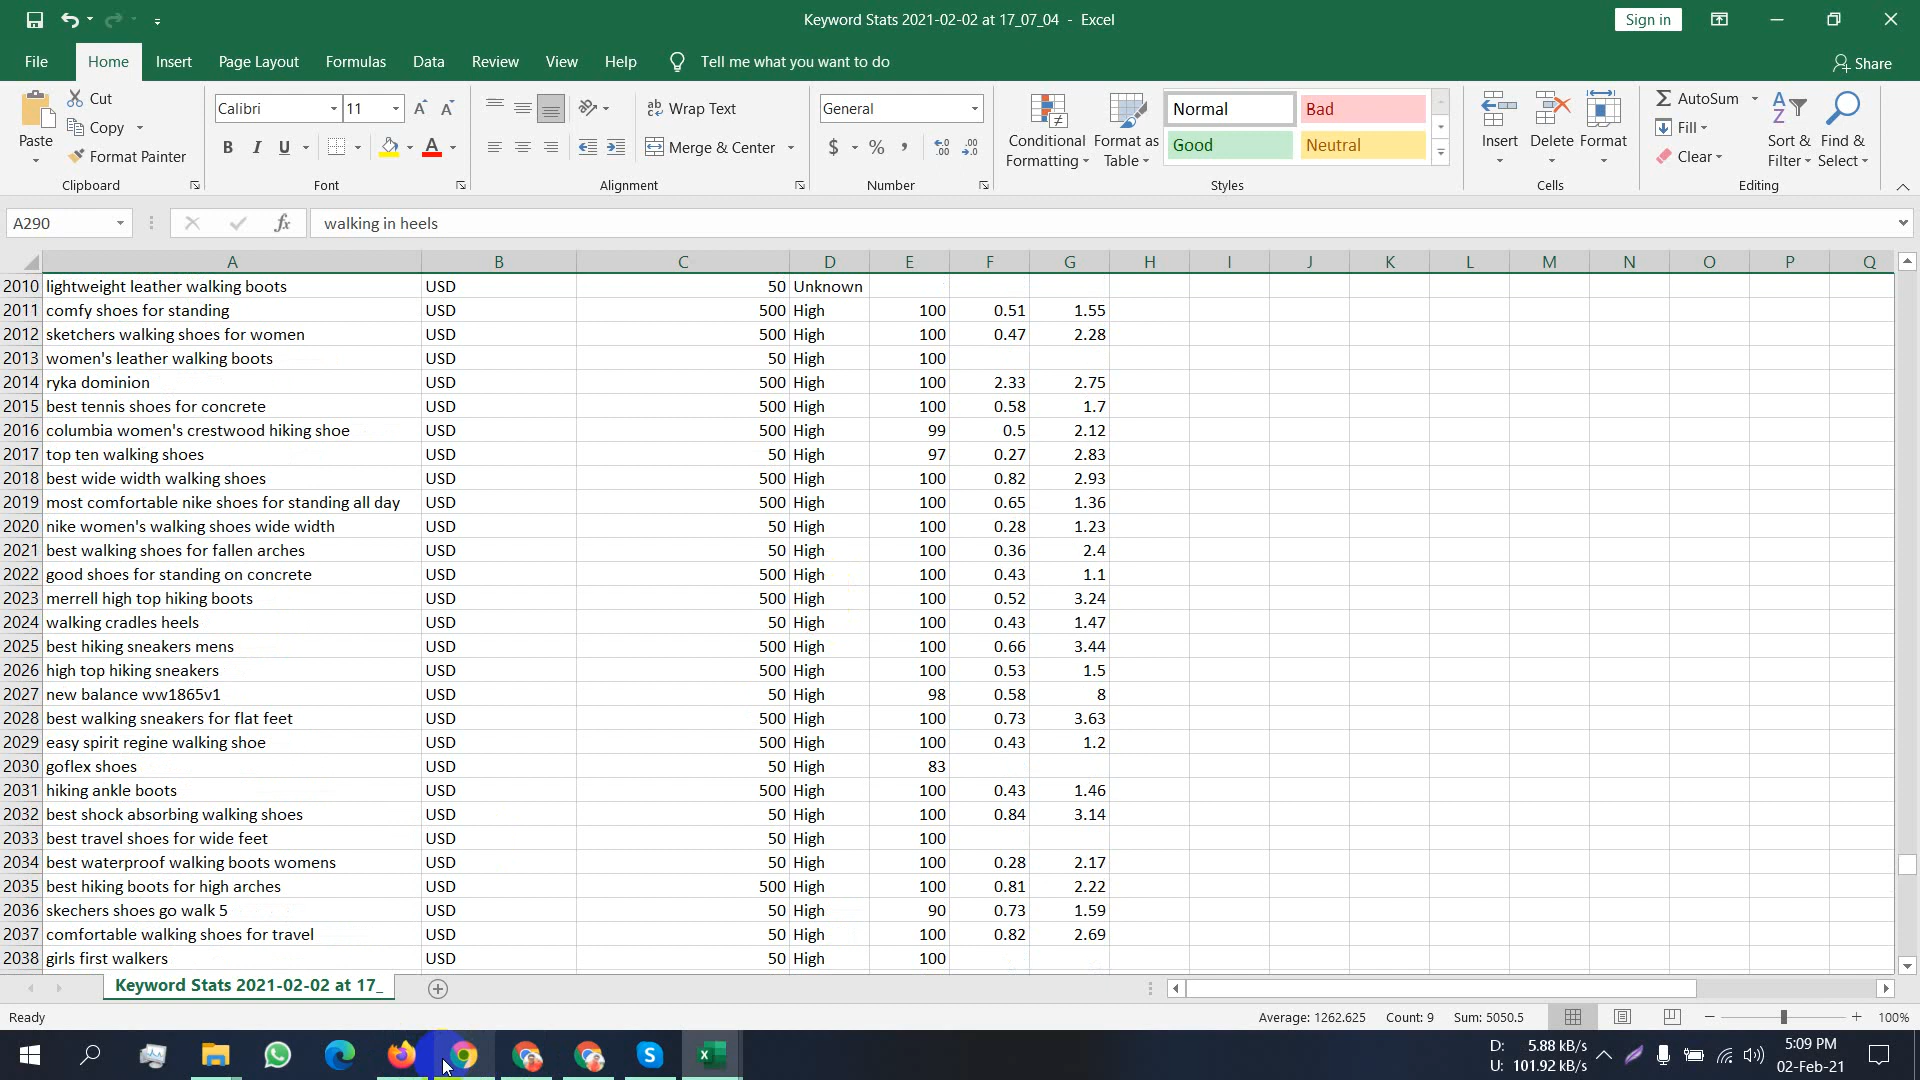 Keyword Stats 2021-02-02 at 17_07_04 - Excel
Sign in
File Home Insert Page Layout Formulas Data Review View Help Tell me what you want to do Share
Cut
Copy
Format Painter
Paste
Clipboard
Calibri 11
B I U
Font
Wrap Text
Merge & Center
Alignment
General
Number
Conditional Formatting
Format as Table
Normal Bad
Good Neutral
Styles
Insert Delete Format
Cells
AutoSum
Fill
Clear
Sort & Filter
Find & Select
Editing
A290 fx walking in heels
A B C D E F G H I J K L M N O P Q
2010 lightweight leather walking boots USD 50 Unknown
2011 comfy shoes for standing USD 500 High 100 0.51 1.55
2012 sketchers walking shoes for women USD 500 High 100 0.47 2.28
2013 women's leather walking boots USD 50 High 100
2014 ryka dominion USD 500 High 100 2.33 2.75
2015 best tennis shoes for concrete USD 500 High 100 0.58 1.7
2016 columbia women's crestwood hiking shoe USD 500 High 99 0.5 2.12
2017 top ten walking shoes USD 50 High 97 0.27 2.83
2018 best wide width walking shoes USD 500 High 100 0.82 2.93
2019 most comfortable nike shoes for standing all day USD 500 High 100 0.65 1.36
2020 nike women's walking shoes wide width USD 50 High 100 0.28 1.23
2021 best walking shoes for fallen arches USD 50 High 100 0.36 2.4
2022 good shoes for standing on concrete USD 500 High 100 0.43 1.1
2023 merrell high top hiking boots USD 500 High 100 0.52 3.24
2024 walking cradles heels USD 50 High 100 0.43 1.47
2025 best hiking sneakers mens USD 500 High 100 0.66 3.44
2026 high top hiking sneakers USD 500 High 100 0.53 1.5
2027 new balance ww1865v1 USD 50 High 98 0.58 8
2028 best walking sneakers for flat feet USD 500 High 100 0.73 3.63
2029 easy spirit regine walking shoe USD 500 High 100 0.43 1.2
2030 goflex shoes USD 50 High 83
2031 hiking ankle boots USD 500 High 100 0.43 1.46
2032 best shock absorbing walking shoes USD 50 High 100 0.84 3.14
2033 best travel shoes for wide feet USD 50 High 100
2034 best waterproof walking boots womens USD 50 High 100 0.28 2.17
2035 best hiking boots for high arches USD 500 High 100 0.81 2.22
2036 skechers shoes go walk 5 USD 50 High 90 0.73 1.59
2037 comfortable walking shoes for travel USD 50 High 100 0.82 2.69
2038 girls first walkers USD 50 High 100
Keyword Stats 2021-02-02 at 17_
Ready Average: 1262.625 Count: 9 Sum: 5050.5 100%
D: 5.88 kB/s
U: 101.92 kB/s
5:09 PM
02-Feb-21